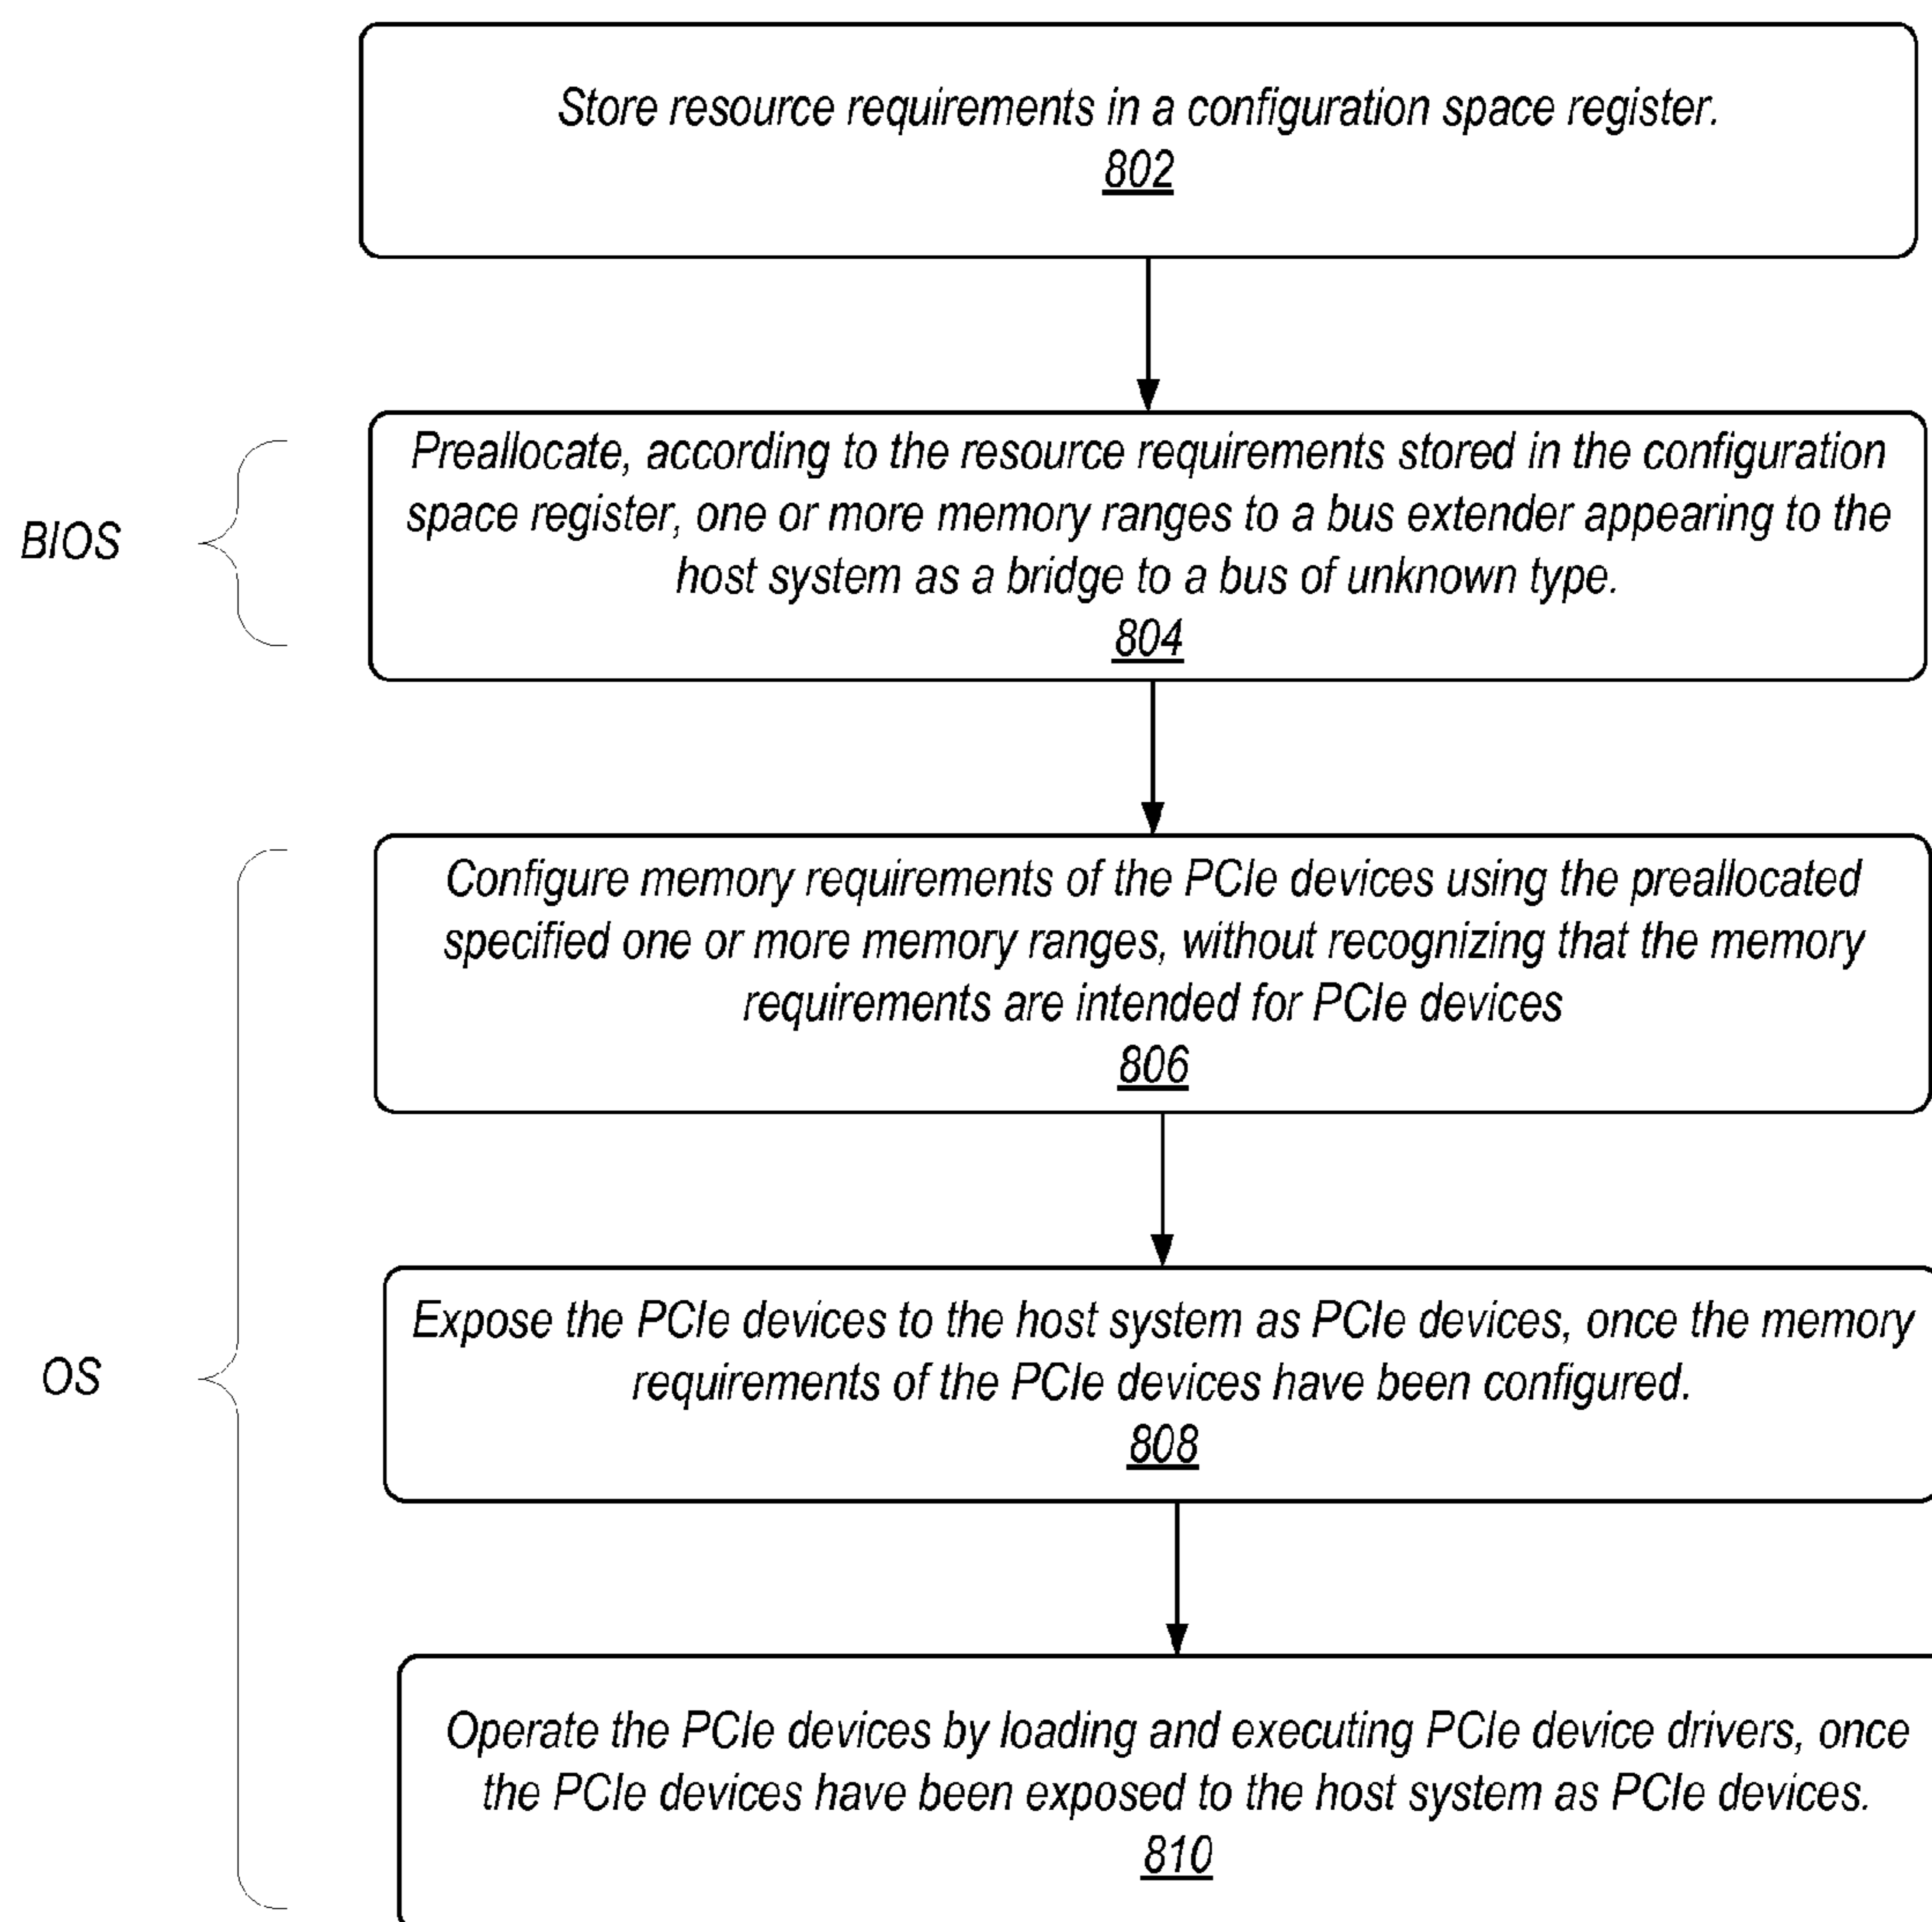 Store resource requirements in a configuration space register.
802
BIOS
Preallocate, according to the resource requirements stored in the configuration
space register, one or more memory ranges to a bus extender appearing to the
host system as a bridge to a bus of unknown type.
804
OS
Configure memory requirements of the PCIe devices using the preallocated
specified one or more memory ranges, without recognizing that the memory
requirements are intended for PCIe devices
806
Expose the PCIe devices to the host system as PCIe devices, once the memory
requirements of the PCIe devices have been configured.
808
Operate the PCIe devices by loading and executing PCIe device drivers, once
the PCIe devices have been exposed to the host system as PCIe devices.
810